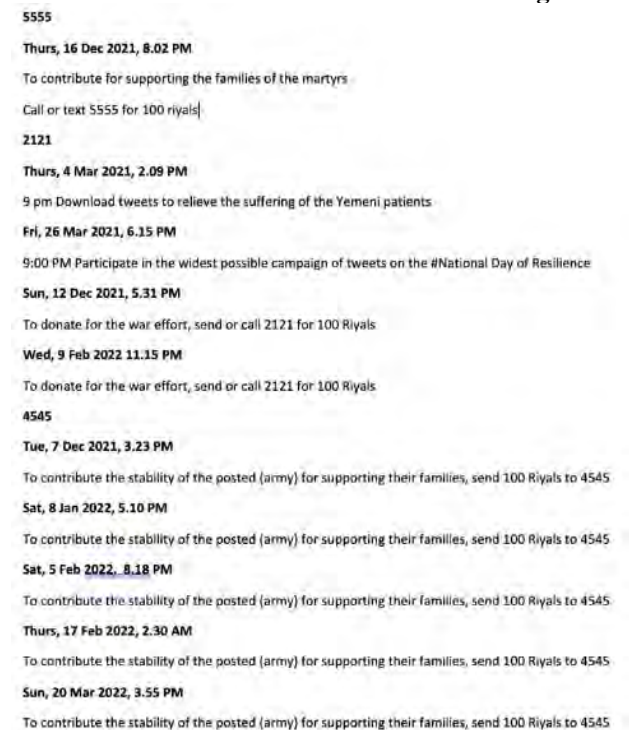 5555
Thurs, 16 Dec 2021, 8.02 PM
To contribute for supporting the families of the martyrs
Call or text 5555 for 100 riyals
2121
Thurs, 4 Mar 2021, 2.09 PM
9 pm Download tweets to relieve the suffering of the Yemeni patients
Fri, 26 Mar 2021, 6.15 PM
9:00 PM Participate in the widest possible campaign of tweets on the #National Day of Resilience
Sun, 12 Dec 2021, 5.31 PM
To donate for the war effort, send or call 2121 for 100 Riyals
Wed, 9 Feb 2022 11.15 PM
To donate for the war effort, send or call 2121 for 100 Riyals
4545
Tue, 7 Dec 2021, 3.23 PM
To contribute the stability of the posted (army) for supporting their families, send 100 Riyals to 4545
Sat, 8 Jan 2022, 5.10 PM
To contribute the stability of the posted (army) for supporting their families, send 100 Riyals to 4545
Sat, 5 Feb 2022, 8.18 PM
To contribute the stability of the posted (army) for supporting their families, send 100 Riyals to 4545
Thurs, 17 Feb 2022, 2.30 AM
To contribute the stability of the posted (army) for supporting their families, send 100 Riyals to 4545
Sun, 20 Mar 2022, 3.55 PM
To contribute the stability of the posted (army) for supporting their families, send 100 Riyals to 4545